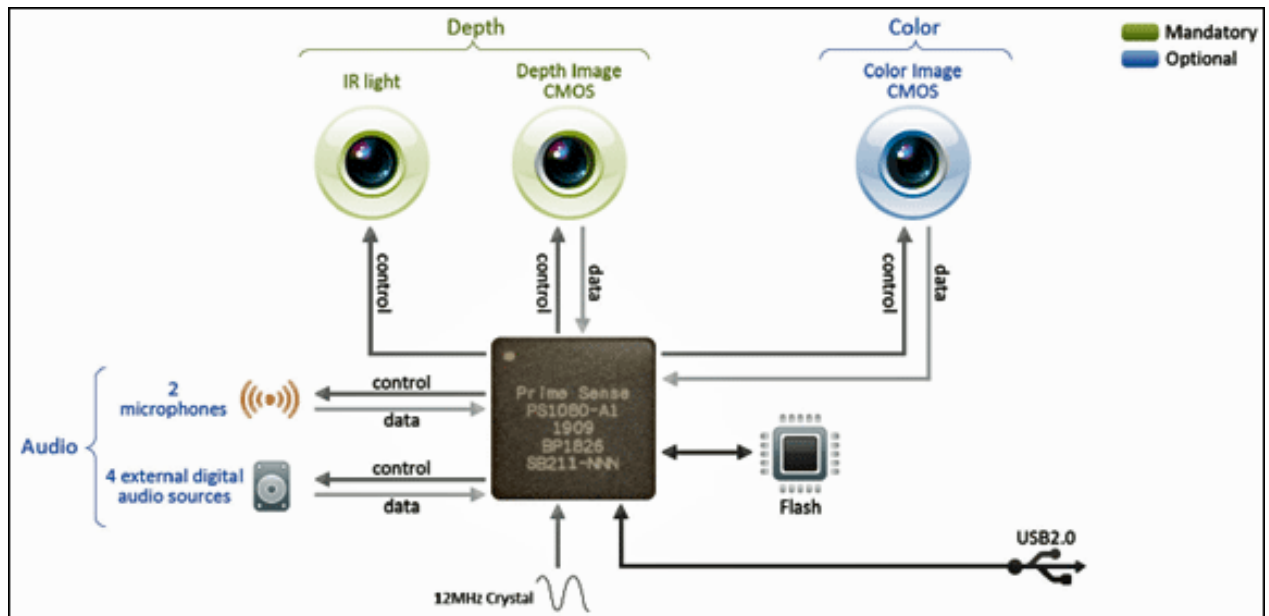 Depth
Color
Mandatory
Optional
IR light
Depth Image
CMOS
Color Image
CMOS
control
control
data
control
data
2
microphones
control
data
Audio
4 external digital
audio sources
control
data
Prime Sense
PS1080-A1
1909
BP1826
SB211-NNN
Flash
USB2.0
12MHz Crystal